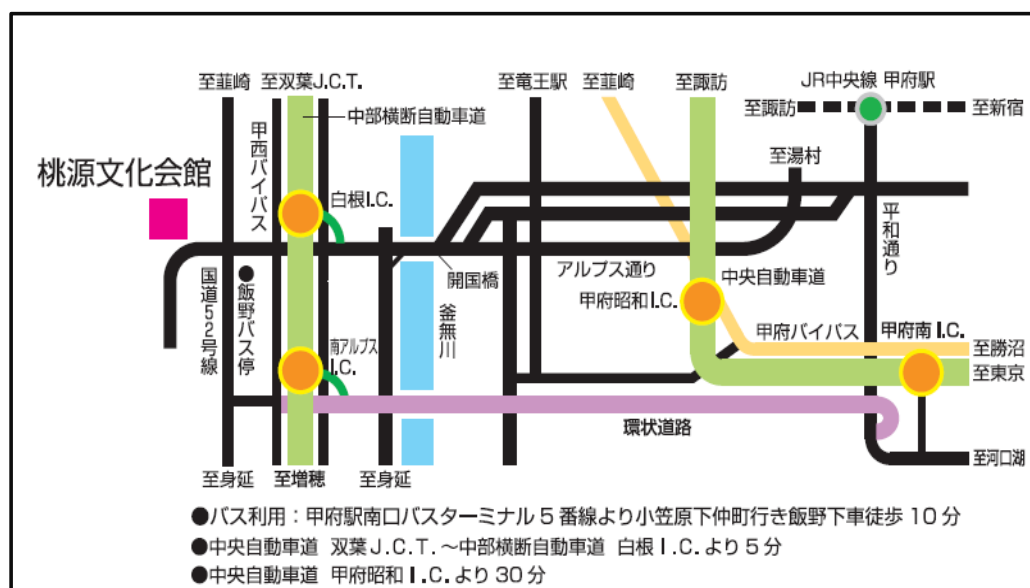 至韮崎
至双葉J.C.T.
至竜王駅
至韮崎
至諏訪
JR中央線 甲府駅
至諏訪
至新宿
中部横断自動車道
甲西バイパス
至湯村
桃源文化会館
白根I.C.
平和通り
開国橋
アルプス通り
中央自動車道
甲府昭和I.C.
国道52号線
●飯野バス停
釜無川
南アルプスI.C.
甲府バイパス
甲府南I.C.
至勝沼
至東京
環状道路
至河口湖
至身延
至増穂
至身延
●バス利用：甲府駅南口バスターミナル5番線より小笠原下仲町行き飯野下車徒歩10分
●中央自動車道 双葉J.C.T.～中部横断自動車道 白根I.C.より5分
●中央自動車道 甲府昭和I.C.より30分